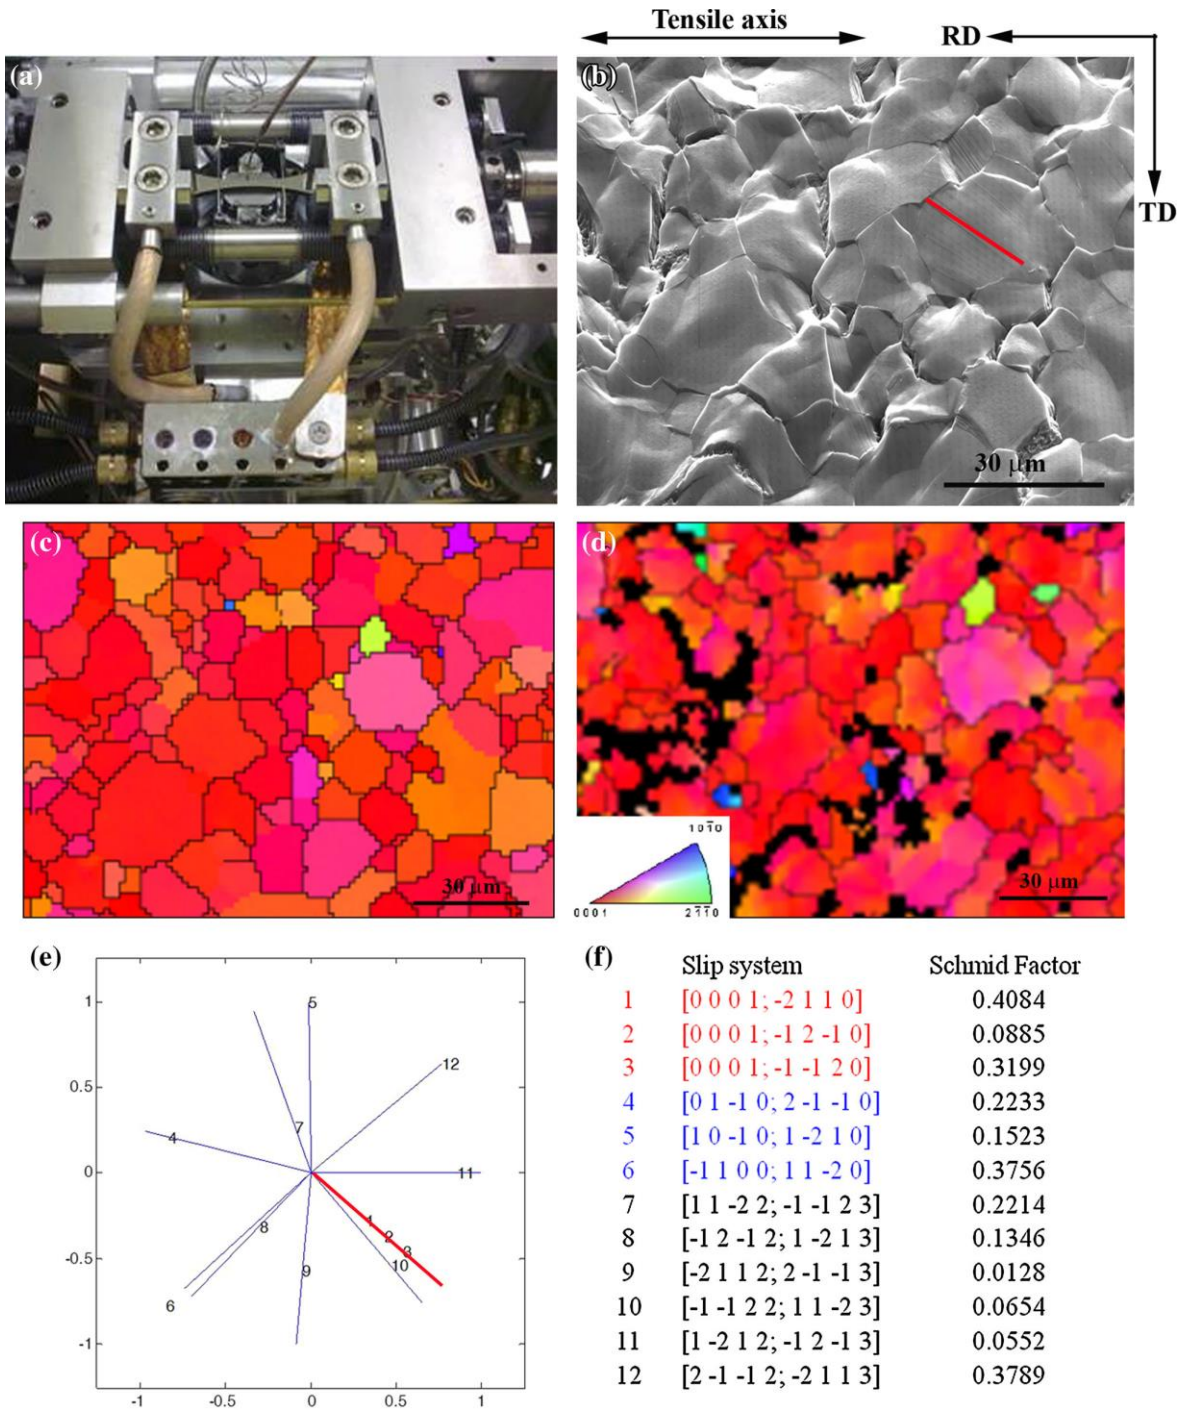 Tensile axis
RD
(a)
(b)
TD
30 μm
(c)
(d)
30 μm
10Ī0
0001
2ĪĪ0
30 μm
(e)
1
0.5
0
-0.5
-1
-1
-0.5
0
0.5
1
5
12
7
4
11
1
2
3
8
10
9
6
(f)
Slip system Schmid Factor
1 [0 0 0 1; -2 1 1 0] 0.4084
2 [0 0 0 1; -1 2 -1 0] 0.0885
3 [0 0 0 1; -1 -1 2 0] 0.3199
4 [0 1 -1 0; 2 -1 -1 0] 0.2233
5 [1 0 -1 0; 1 -2 1 0] 0.1523
6 [-1 1 0 0; 1 1 -2 0] 0.3756
7 [1 1 -2 2; -1 -1 2 3] 0.2214
8 [-1 2 -1 2; 1 -2 1 3] 0.1346
9 [-2 1 1 2; 2 -1 -1 3] 0.0128
10 [-1 -1 2 2; 1 1 -2 3] 0.0654
11 [1 -2 1 2; -1 2 -1 3] 0.0552
12 [2 -1 -1 2; -2 1 1 3] 0.3789